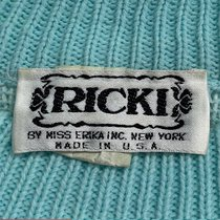 RICKI
BY MISS ERIKA INC. NEW YORK
MADE IN U.S.A.